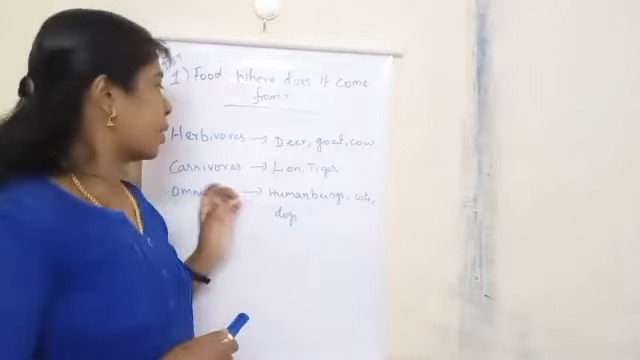 1) Food Where does it come
from
Herbivores → Deer, goat, cow
Carnivores → Lion, Tiger
→ Humanbeings, cats,
dogs